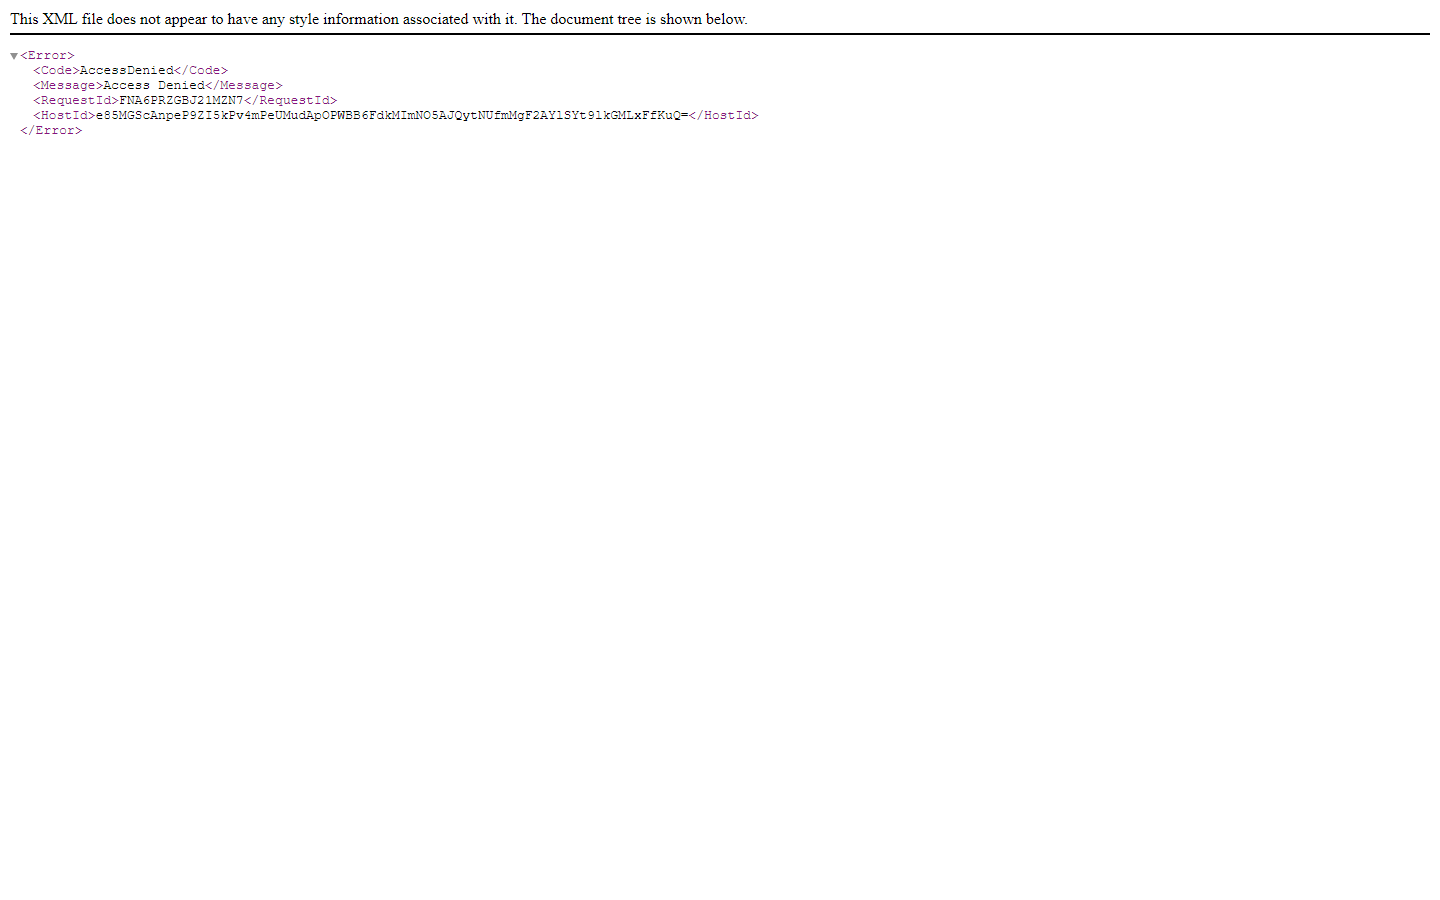 This XML file does not appear to have any style information associated with it. The document tree is shown below.
▼<Error>
<Code>AccessDenied</Code>
<Message>Access Denied</Message>
<RequestId>FNA6PRZGBJ21MZN7</RequestId>
<HostId>e85MGScAnpeP9ZI5kPv4mPeUMudApOPWBB6FdkMImNO5AJQytNUfmMgF2AYlSYt9lkGMLxFfKuQ=</HostId>
</Error>